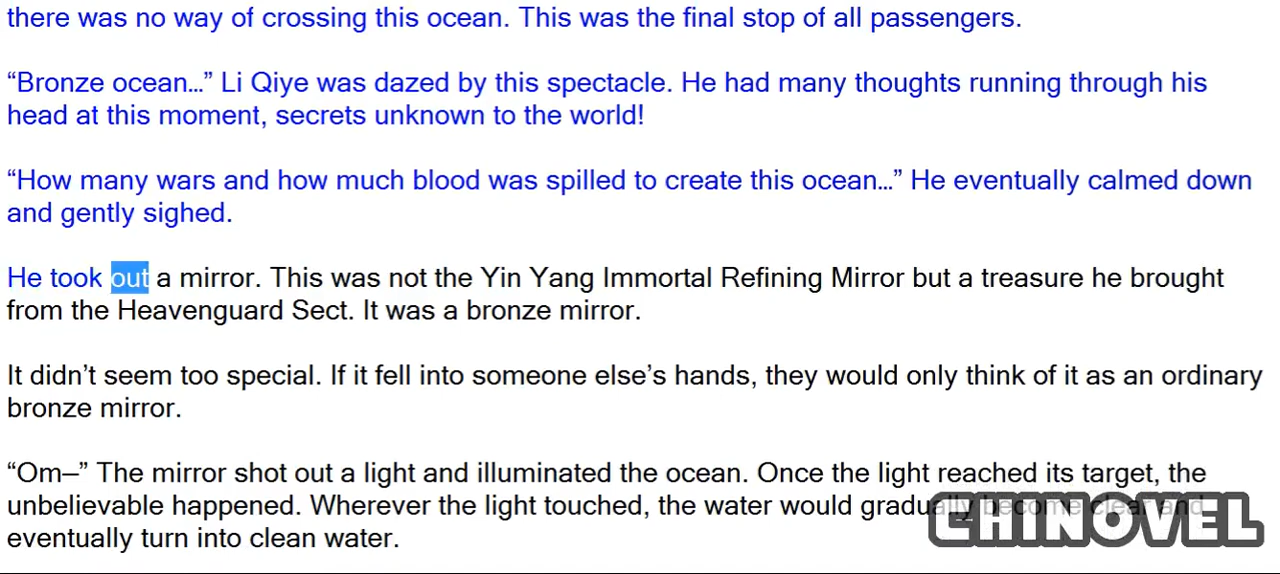 there was no way of crossing this ocean. This was the final stop of all passengers.
“Bronze ocean…” Li Qiye was dazed by this spectacle. He had many thoughts running through his
head at this moment, secrets unknown to the world!
“How many wars and how much blood was spilled to create this ocean…” He eventually calmed down
and gently sighed.
He took out a mirror. This was not the Yin Yang Immortal Refining Mirror but a treasure he brought
from the Heavenguard Sect. It was a bronze mirror.
It didn’t seem too special. If it fell into someone else’s hands, they would only think of it as an ordinary
bronze mirror.
“Om—” The mirror shot out a light and illuminated the ocean. Once the light reached its target, the
unbelievable happened. Wherever the light touched, the water would gradually become clear and
eventually turn into clean water.
CHINOVEL